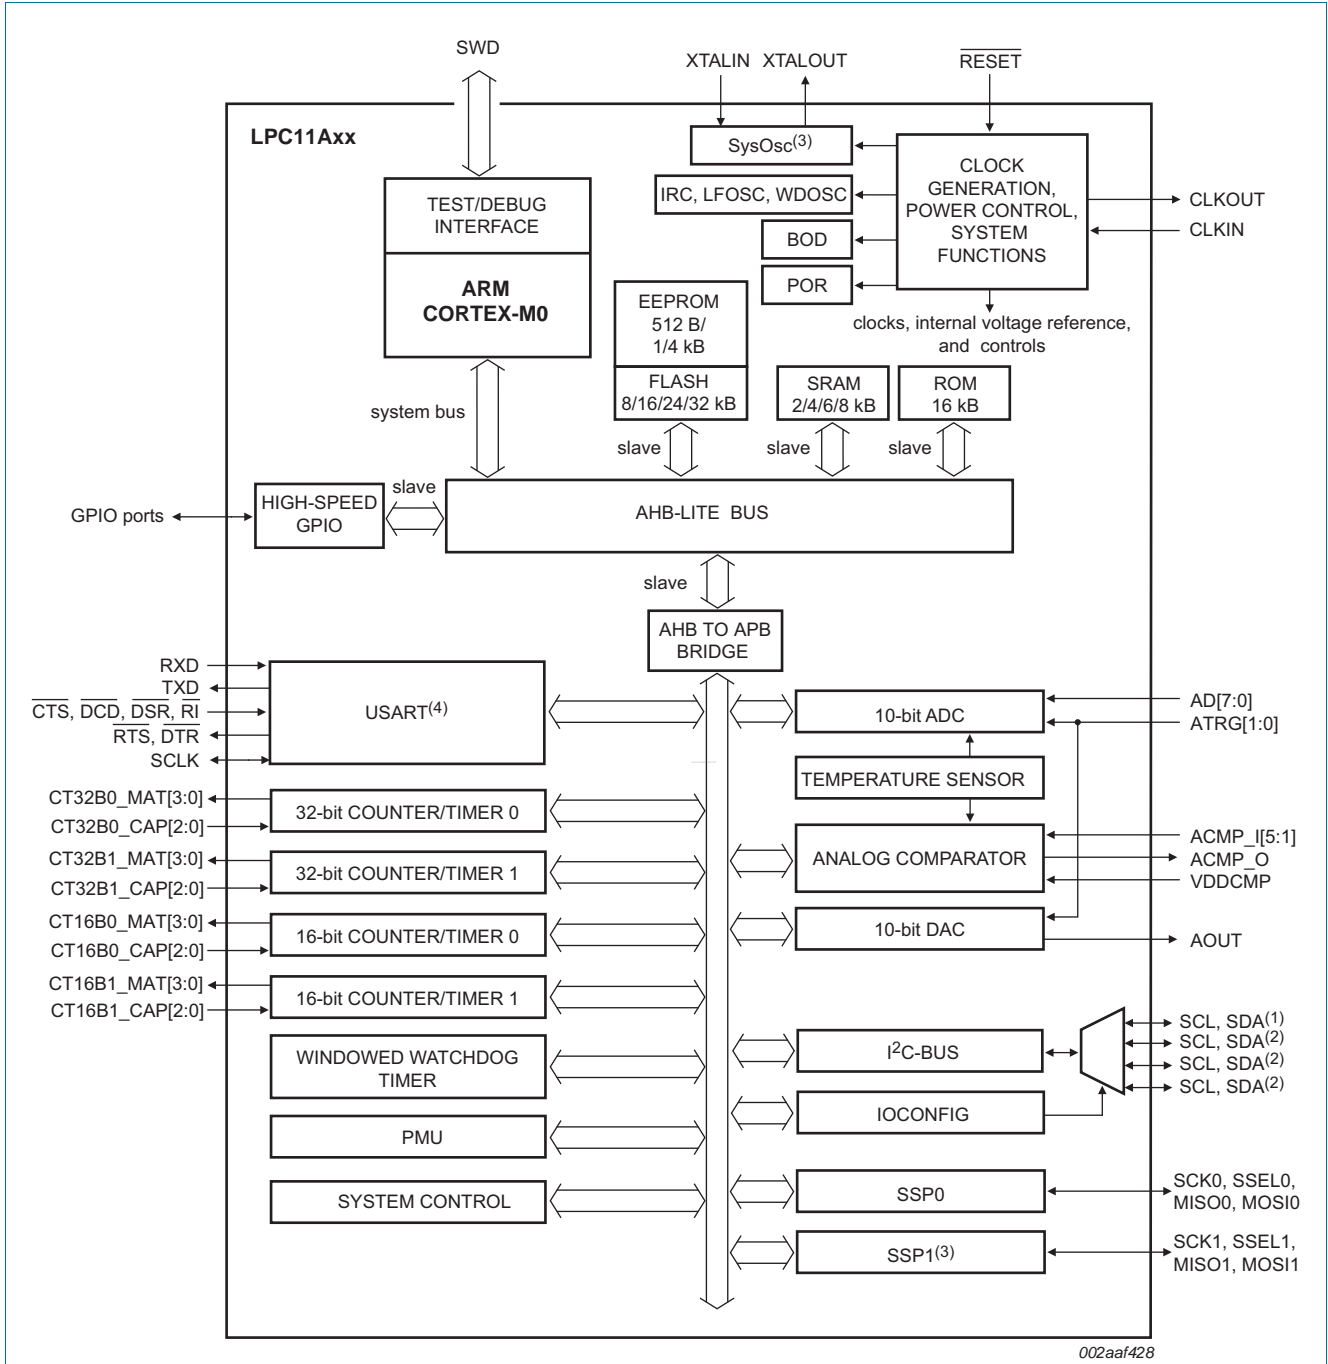 SWD
XTALIN XTALOUT
RESET
LPC11Axx
SysOsc(3)
IRC, LFOSC, WDOSC
BOD
POR
CLOCK
GENERATION,
POWER CONTROL,
SYSTEM
FUNCTIONS
CLKOUT
CLKIN
clocks, internal voltage reference,
and controls
TEST/DEBUG
INTERFACE
ARM
CORTEX-M0
system bus
EEPROM
512 B/
1/4 kB
FLASH
8/16/24/32 kB
SRAM
2/4/6/8 kB
ROM
16 kB
slave
slave
slave
GPIO ports
HIGH-SPEED
GPIO
slave
AHB-LITE BUS
slave
AHB TO APB
BRIDGE
RXD
TXD
CTS, DCD, DSR, RI
RTS, DTR
SCLK
USART(4)
CT32B0_MAT[3:0]
CT32B0_CAP[2:0]
32-bit COUNTER/TIMER 0
CT32B1_MAT[3:0]
CT32B1_CAP[2:0]
32-bit COUNTER/TIMER 1
CT16B0_MAT[3:0]
CT16B0_CAP[2:0]
16-bit COUNTER/TIMER 0
CT16B1_MAT[3:0]
CT16B1_CAP[2:0]
16-bit COUNTER/TIMER 1
WINDOWED WATCHDOG
TIMER
PMU
SYSTEM CONTROL
10-bit ADC
AD[7:0]
ATRG[1:0]
TEMPERATURE SENSOR
ANALOG COMPARATOR
ACMP_I[5:1]
ACMP_O
VDDCMP
10-bit DAC
AOUT
I2C-BUS
SCL, SDA(1)
SCL, SDA(2)
SCL, SDA(2)
SCL, SDA(2)
IOCONFIG
SSP0
SCK0, SSEL0,
MISO0, MOSI0
SSP1(3)
SCK1, SSEL1,
MISO1, MOSI1
002aaf428